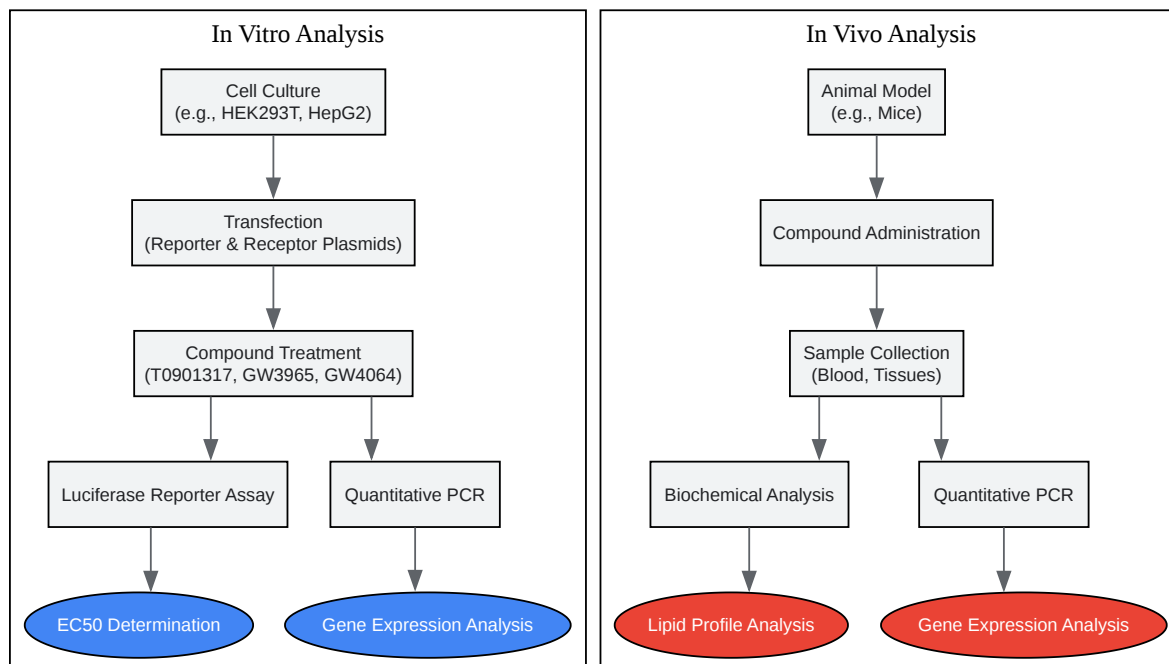 In Vitro Analysis
Cell Culture
(e.g., HEK293T, HepG2)
Transfection
(Reporter & Receptor Plasmids)
Compound Treatment
(T0901317, GW3965, GW4064)
Luciferase Reporter Assay
Quantitative PCR
EC50 Determination
Gene Expression Analysis
In Vivo Analysis
Animal Model
(e.g., Mice)
Compound Administration
Sample Collection
(Blood, Tissues)
Biochemical Analysis
Quantitative PCR
Lipid Profile Analysis
Gene Expression Analysis